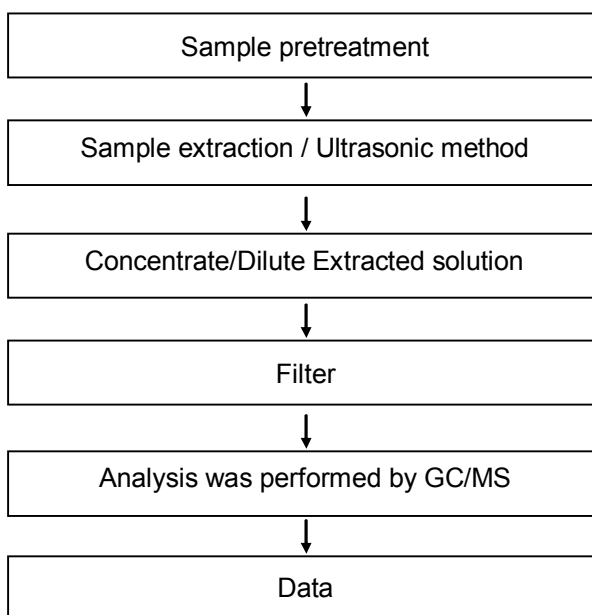 Sample pretreatment
Sample extraction / Ultrasonic method
Concentrate/Dilute Extracted solution
Filter
Analysis was performed by GC/MS
Data